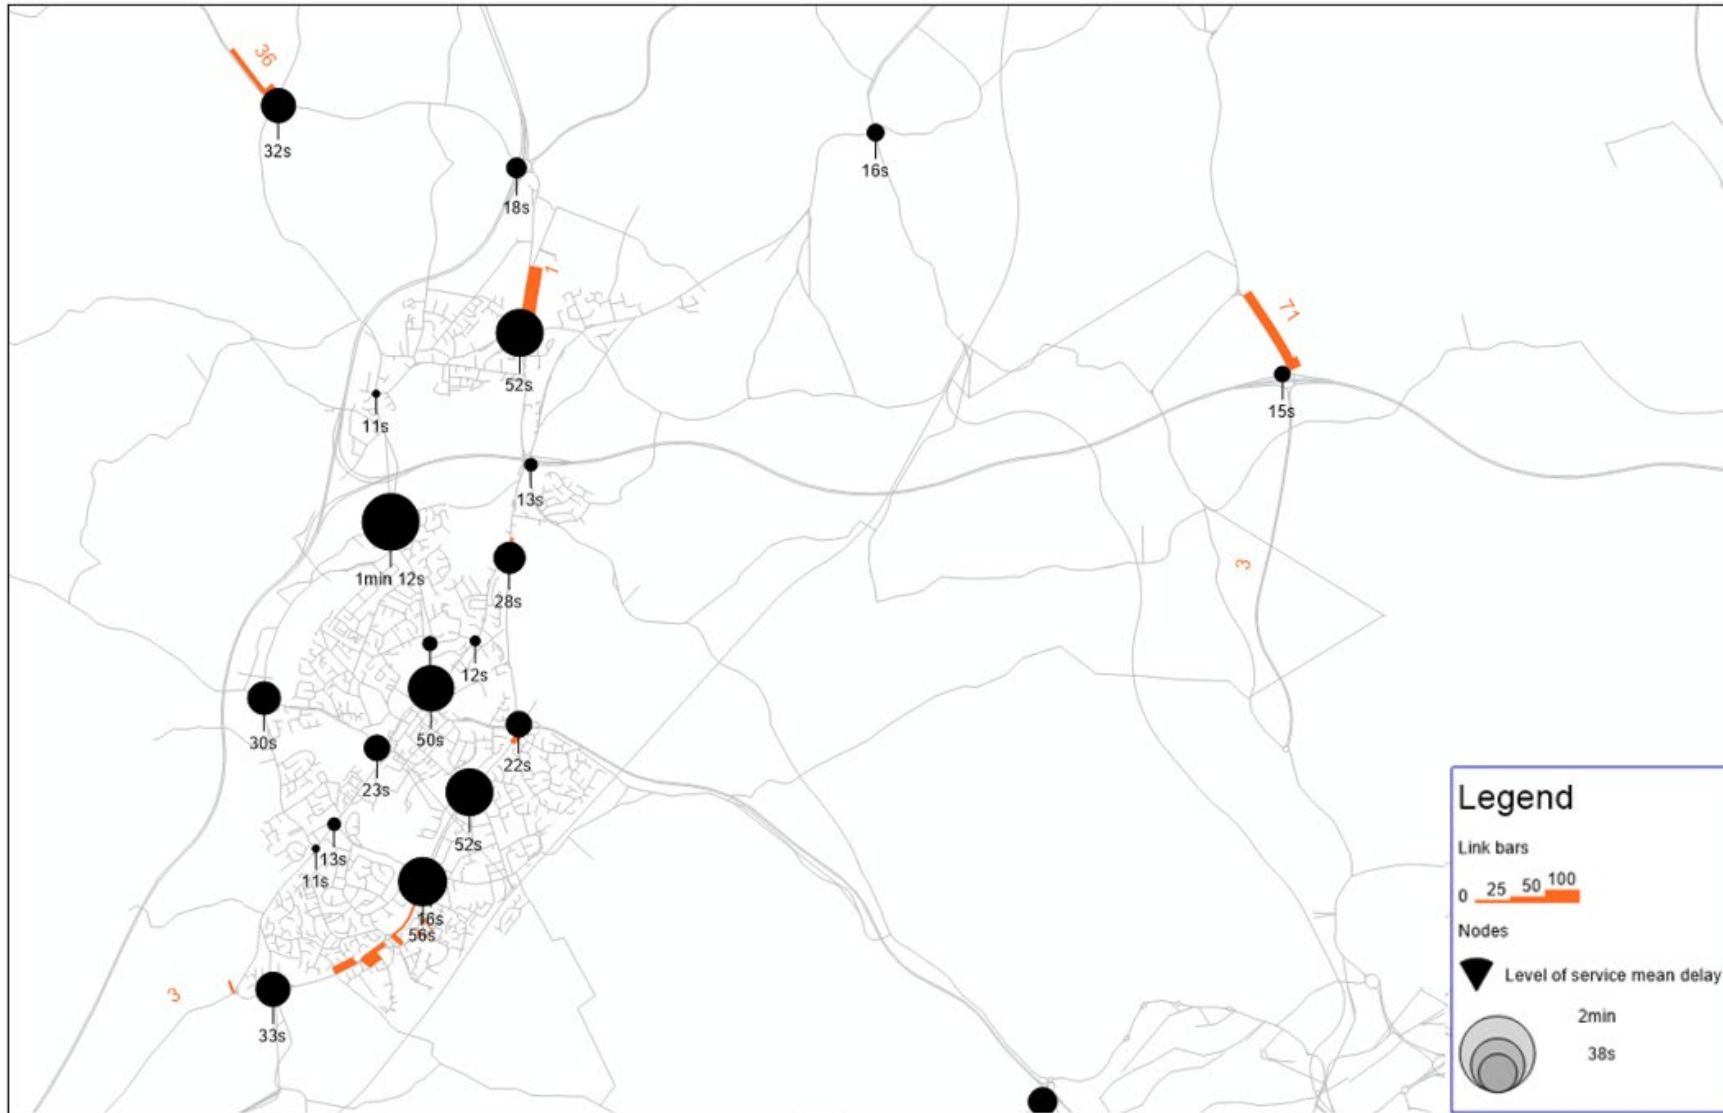 36
32s
16s
18s
1
71
52s
15s
11s
13s
1min 12s
28s
3
12s
50s
30s
22s
23s
52s
13s
11s
16s
56s
3
33s
Legend
Link bars
0 25 50 100
Nodes
Level of service mean delay
2min
38s